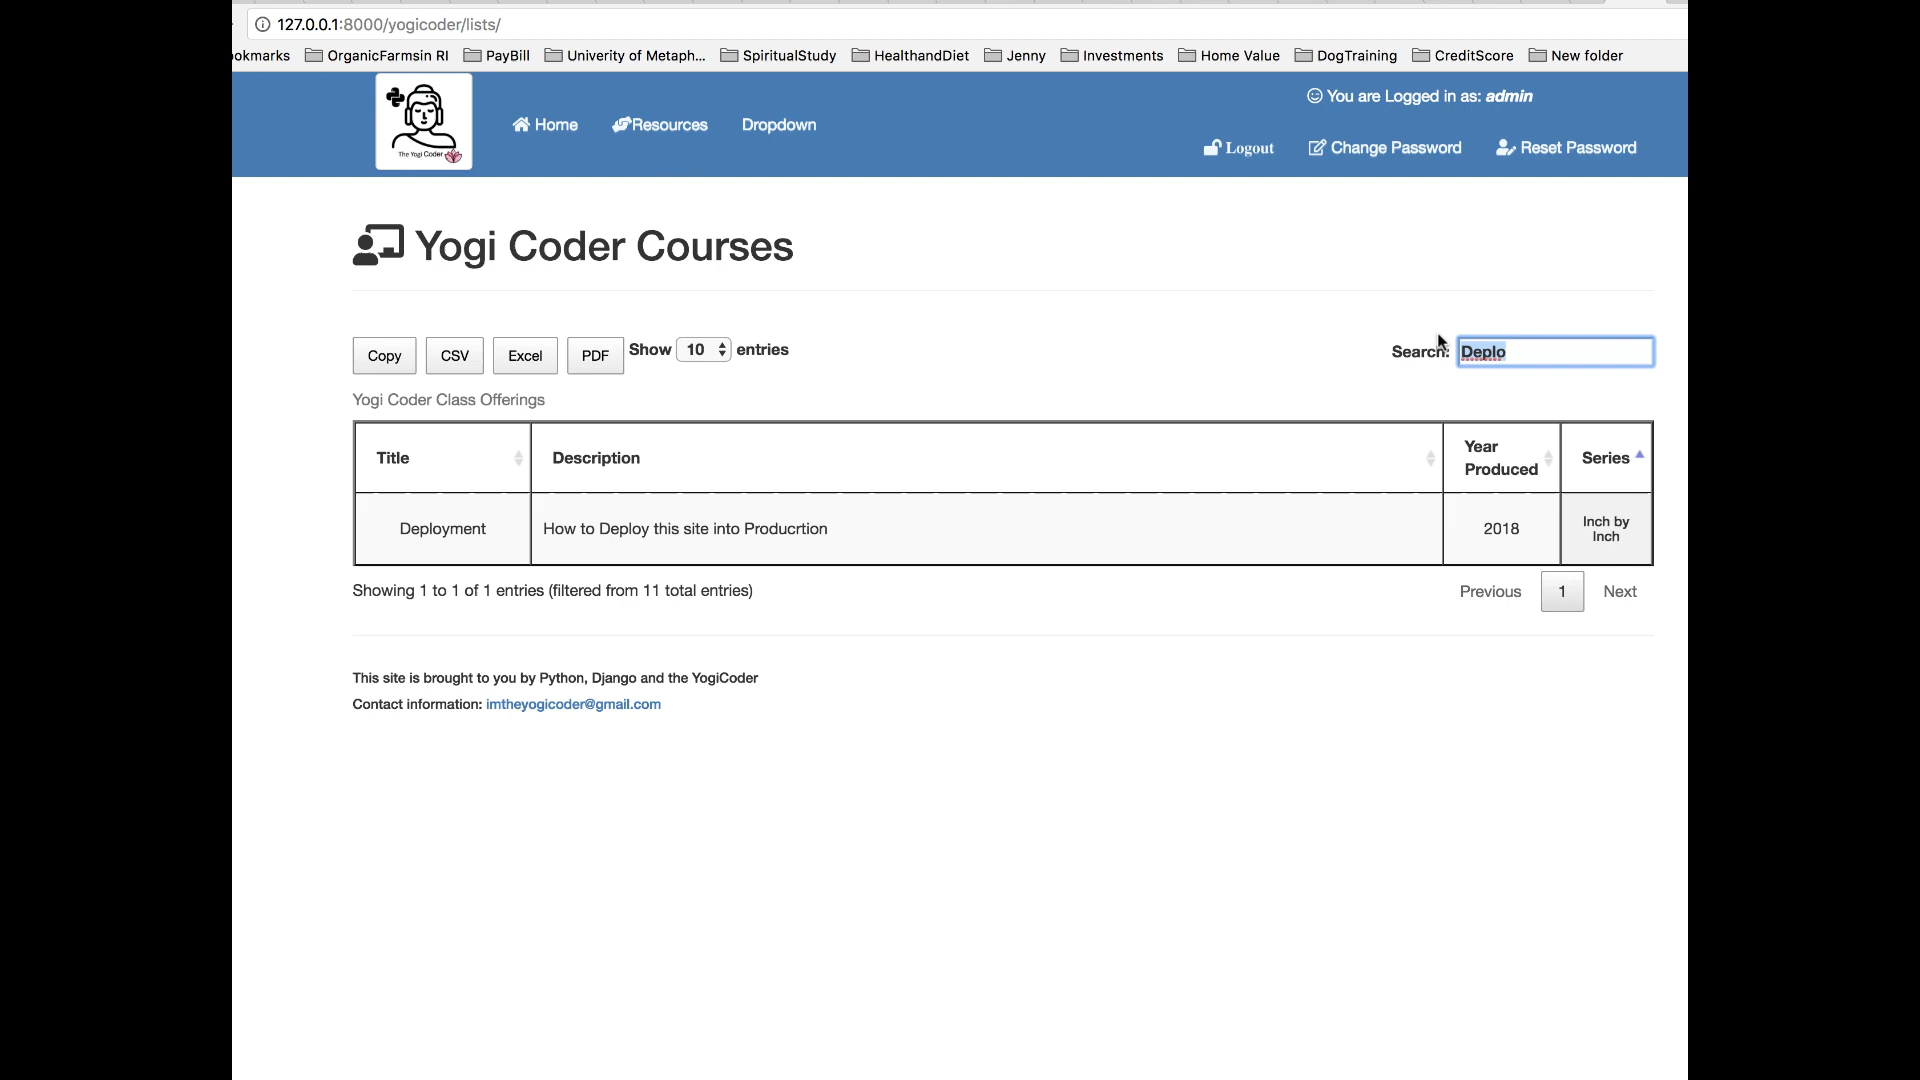 127.0.0.1:8000/yogicoder/lists/
ookmarks OrganicFarmsin RI PayBill Univerity of Metaph... SpiritualStudy HealthandDiet Jenny Investments Home Value DogTraining CreditScore New folder
You are Logged in as: admin
The Yogi Coder
Home Resources Dropdown
Logout Change Password Reset Password
Yogi Coder Courses
Copy CSV Excel PDF Show 10 entries Search: Deplo
Yogi Coder Class Offerings
Title Description Year Produced Series
Deployment How to Deploy this site into Producrtion 2018 Inch by Inch
Showing 1 to 1 of 1 entries (filtered from 11 total entries) Previous 1 Next
This site is brought to you by Python, Django and the YogiCoder
Contact information: imtheyogicoder@gmail.com